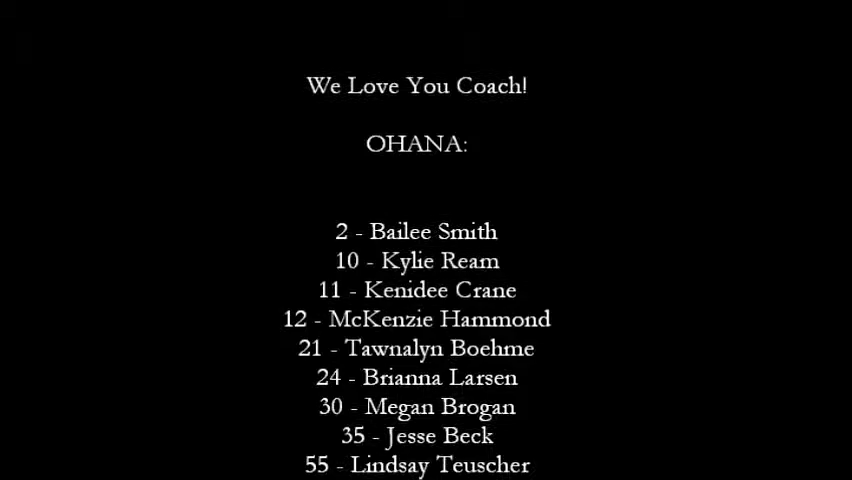 We Love You Coach!
OHANA:
2 - Bailee Smith
10 - Kylie Ream
11 - Kenidee Crane
12 - McKenzie Hammond
21 - Tawnalyn Boehme
24 - Brianna Larsen
30 - Megan Brogan
35 - Jesse Beck
55 - Lindsay Teuscher